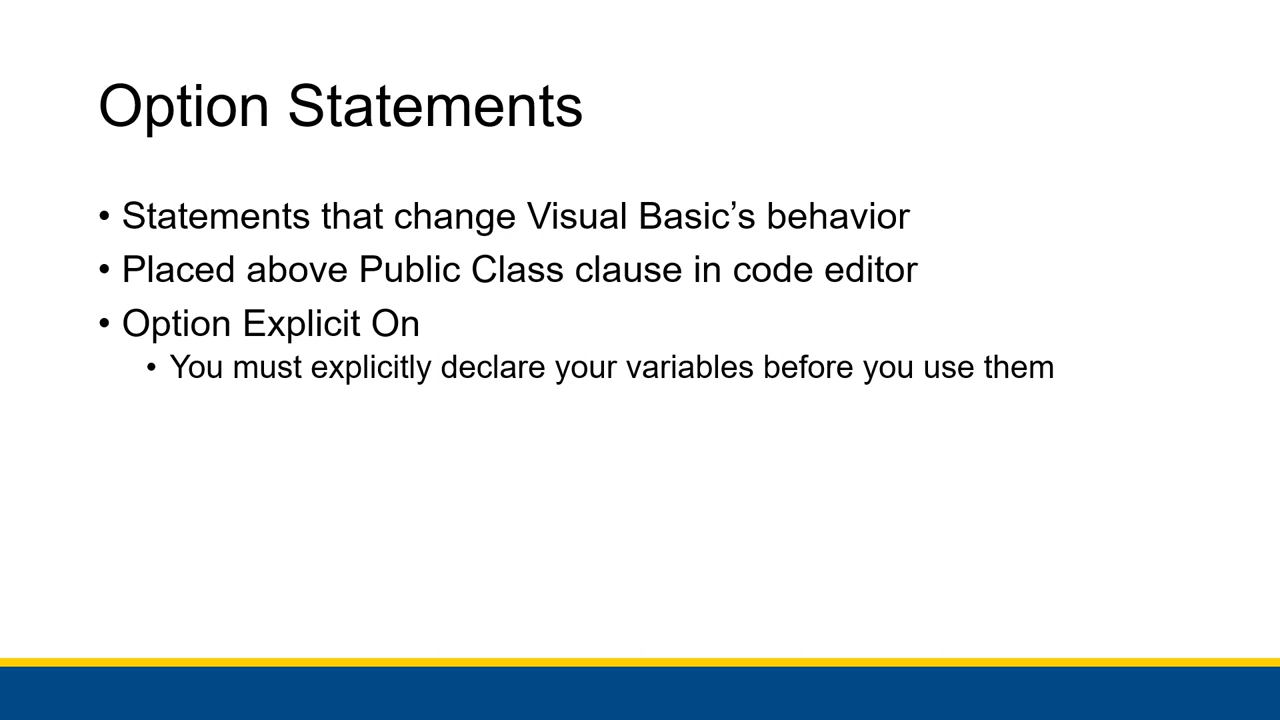 Option Statements
• Statements that change Visual Basic’s behavior
• Placed above Public Class clause in code editor
• Option Explicit On
• You must explicitly declare your variables before you use them